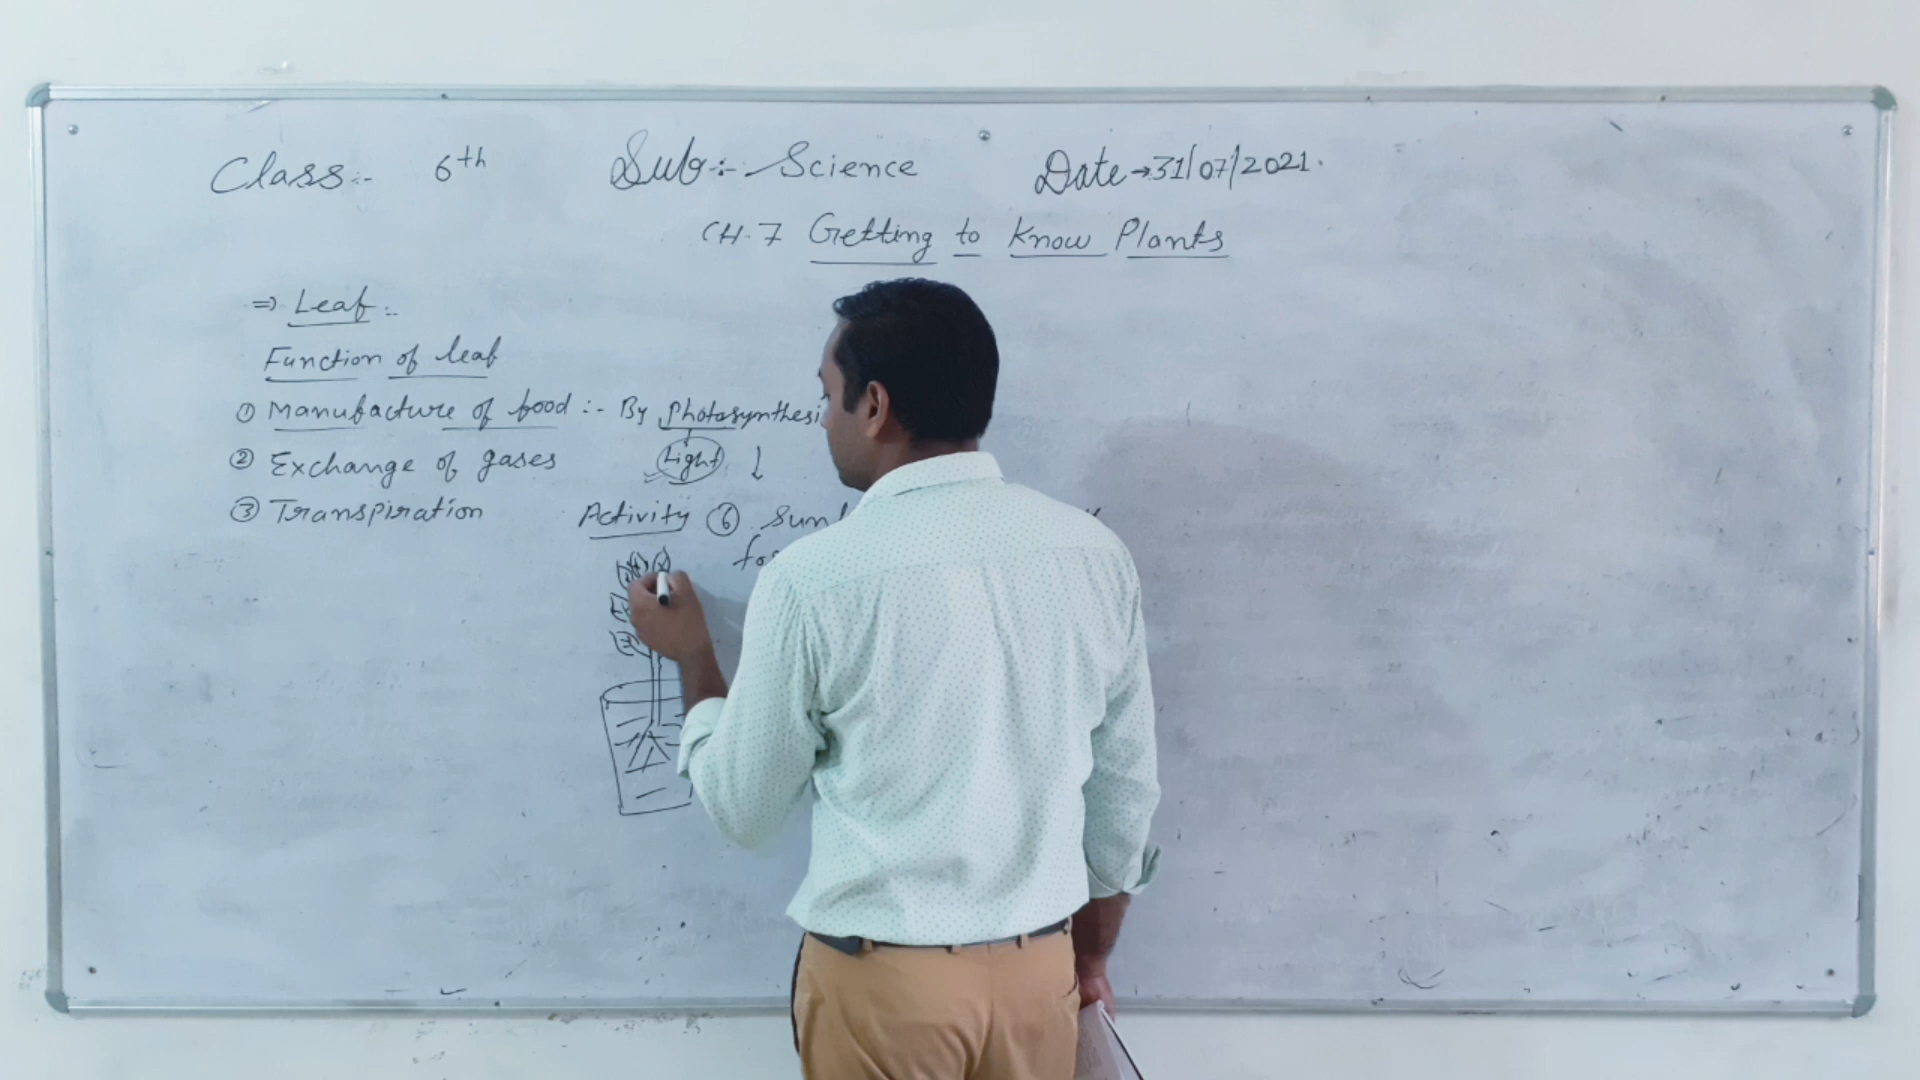 Class:- 6th Sub:- Science Date→31/07/2021.
CH.7 Getting to Know Plants
⇒ Leaf:-
Function of leaf
① Manufacture of food :- By Photosynthesi
② Exchange of gases Light ↓
③ Transpiration Activity ⑥ Sun